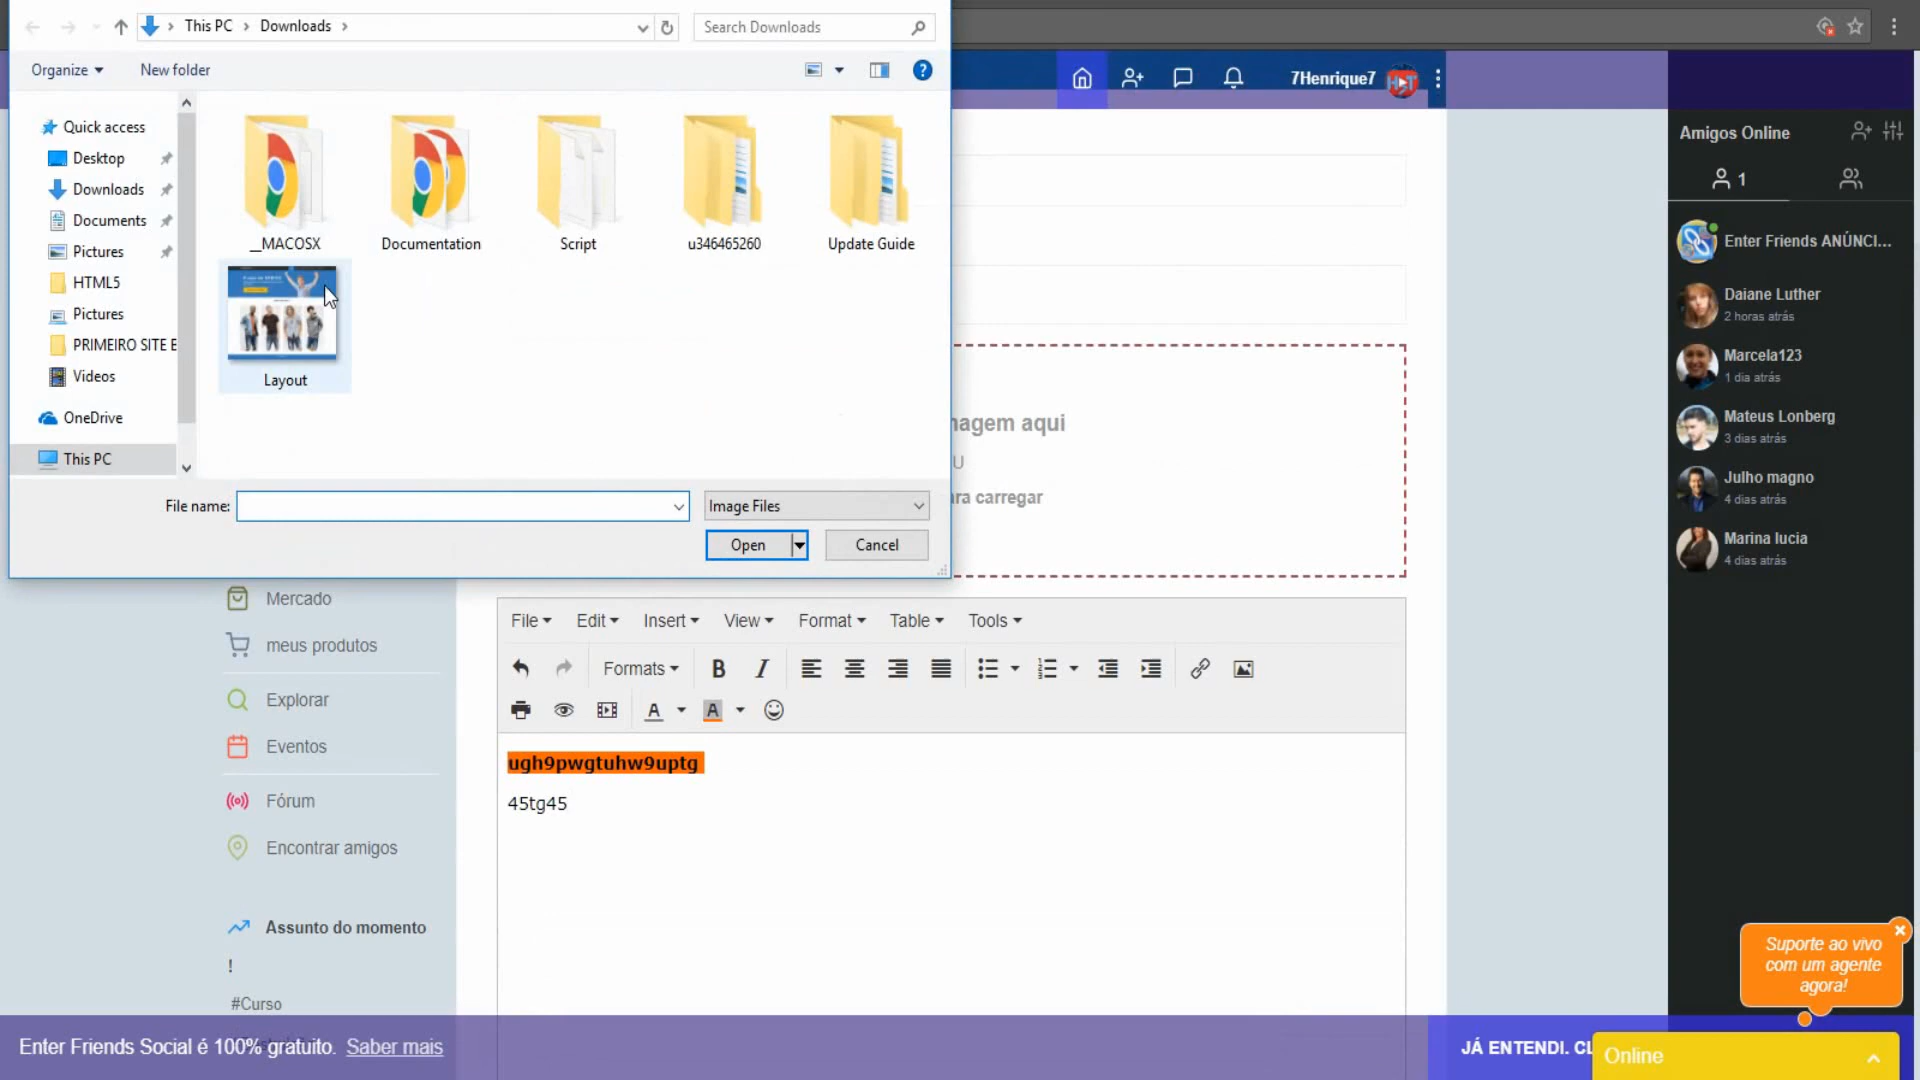 This PC
Downloads
Search Downloads
Organize
New folder
Quick access
Desktop
Downloads
Documents
Pictures
HTML5
Pictures
PRIMEIRO SITE E
Videos
OneDrive
This PC
__MACOSX
Documentation
Script
u346465260
Update Guide
Layout
File name:
Image Files
Open
Cancel
7Henrique7
Amigos Online
1
Enter Friends ANÚNCI...
Daiane Luther
2 horas atrás
Marcela123
1 dia atrás
Mateus Lonberg
3 dias atrás
Julho magno
4 dias atrás
Marina lucia
4 dias atrás
nagem aqui
U
ara carregar
Mercado
meus produtos
Explorar
Eventos
Fórum
Encontrar amigos
Assunto do momento
!
#Curso
File
Edit
Insert
View
Format
Table
Tools
Formats
ugh9pwgtuhw9uptg
45tg45
Suporte ao vivo
com um agente
agora!
Enter Friends Social é 100% gratuito. Saber mais
JÁ ENTENDI. CL
Online